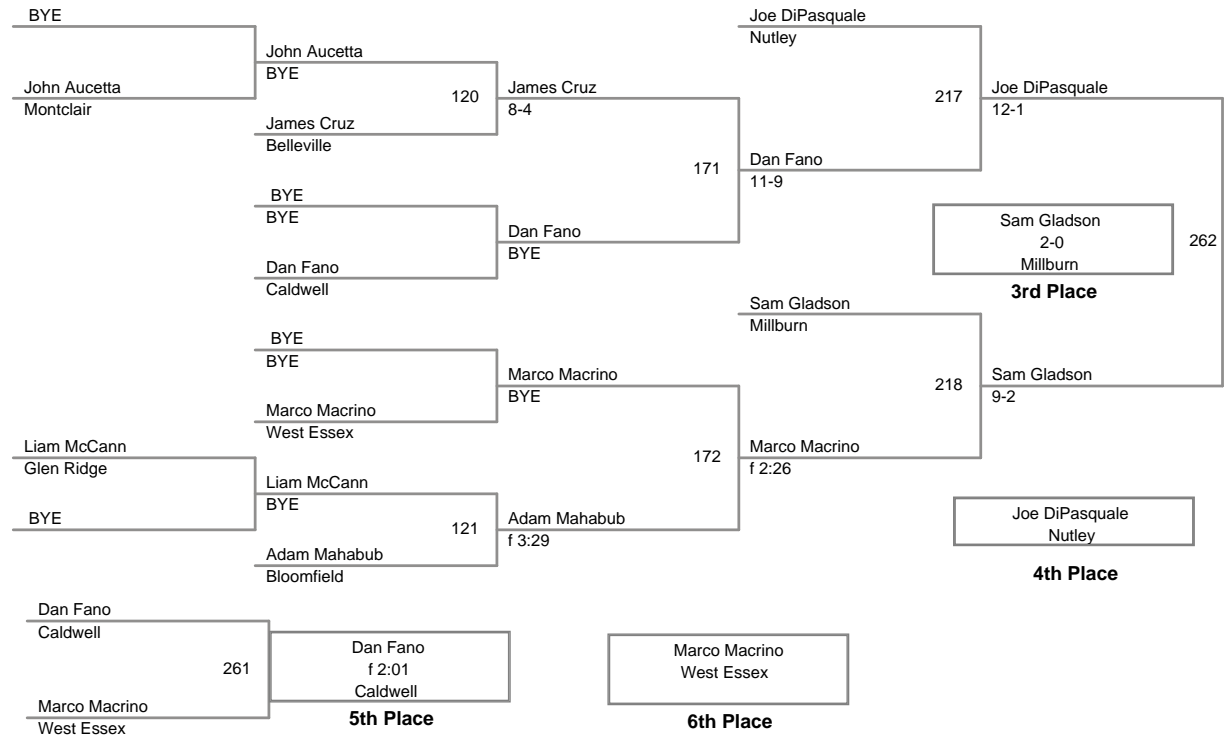 BYE
John Aucetta
Montclair
John Aucetta
BYE
120
James Cruz
Belleville
James Cruz
8-4
BYE
BYE
Dan Fano
Caldwell
Dan Fano
BYE
171
Dan Fano
11-9
Joe DiPasquale
Nutley
217
Joe DiPasquale
12-1
Sam Gladson
2-0
Millburn
3rd Place
262
BYE
BYE
Marco Macrino
West Essex
Marco Macrino
BYE
Liam McCann
Glen Ridge
BYE
Liam McCann
BYE
121
Adam Mahabub
Bloomfield
Adam Mahabub
f 3:29
172
Marco Macrino
f 2:26
Sam Gladson
Millburn
218
Sam Gladson
9-2
Joe DiPasquale
Nutley
4th Place
Dan Fano
Caldwell
261
Marco Macrino
West Essex
Dan Fano
f 2:01
Caldwell
5th Place
Marco Macrino
West Essex
6th Place